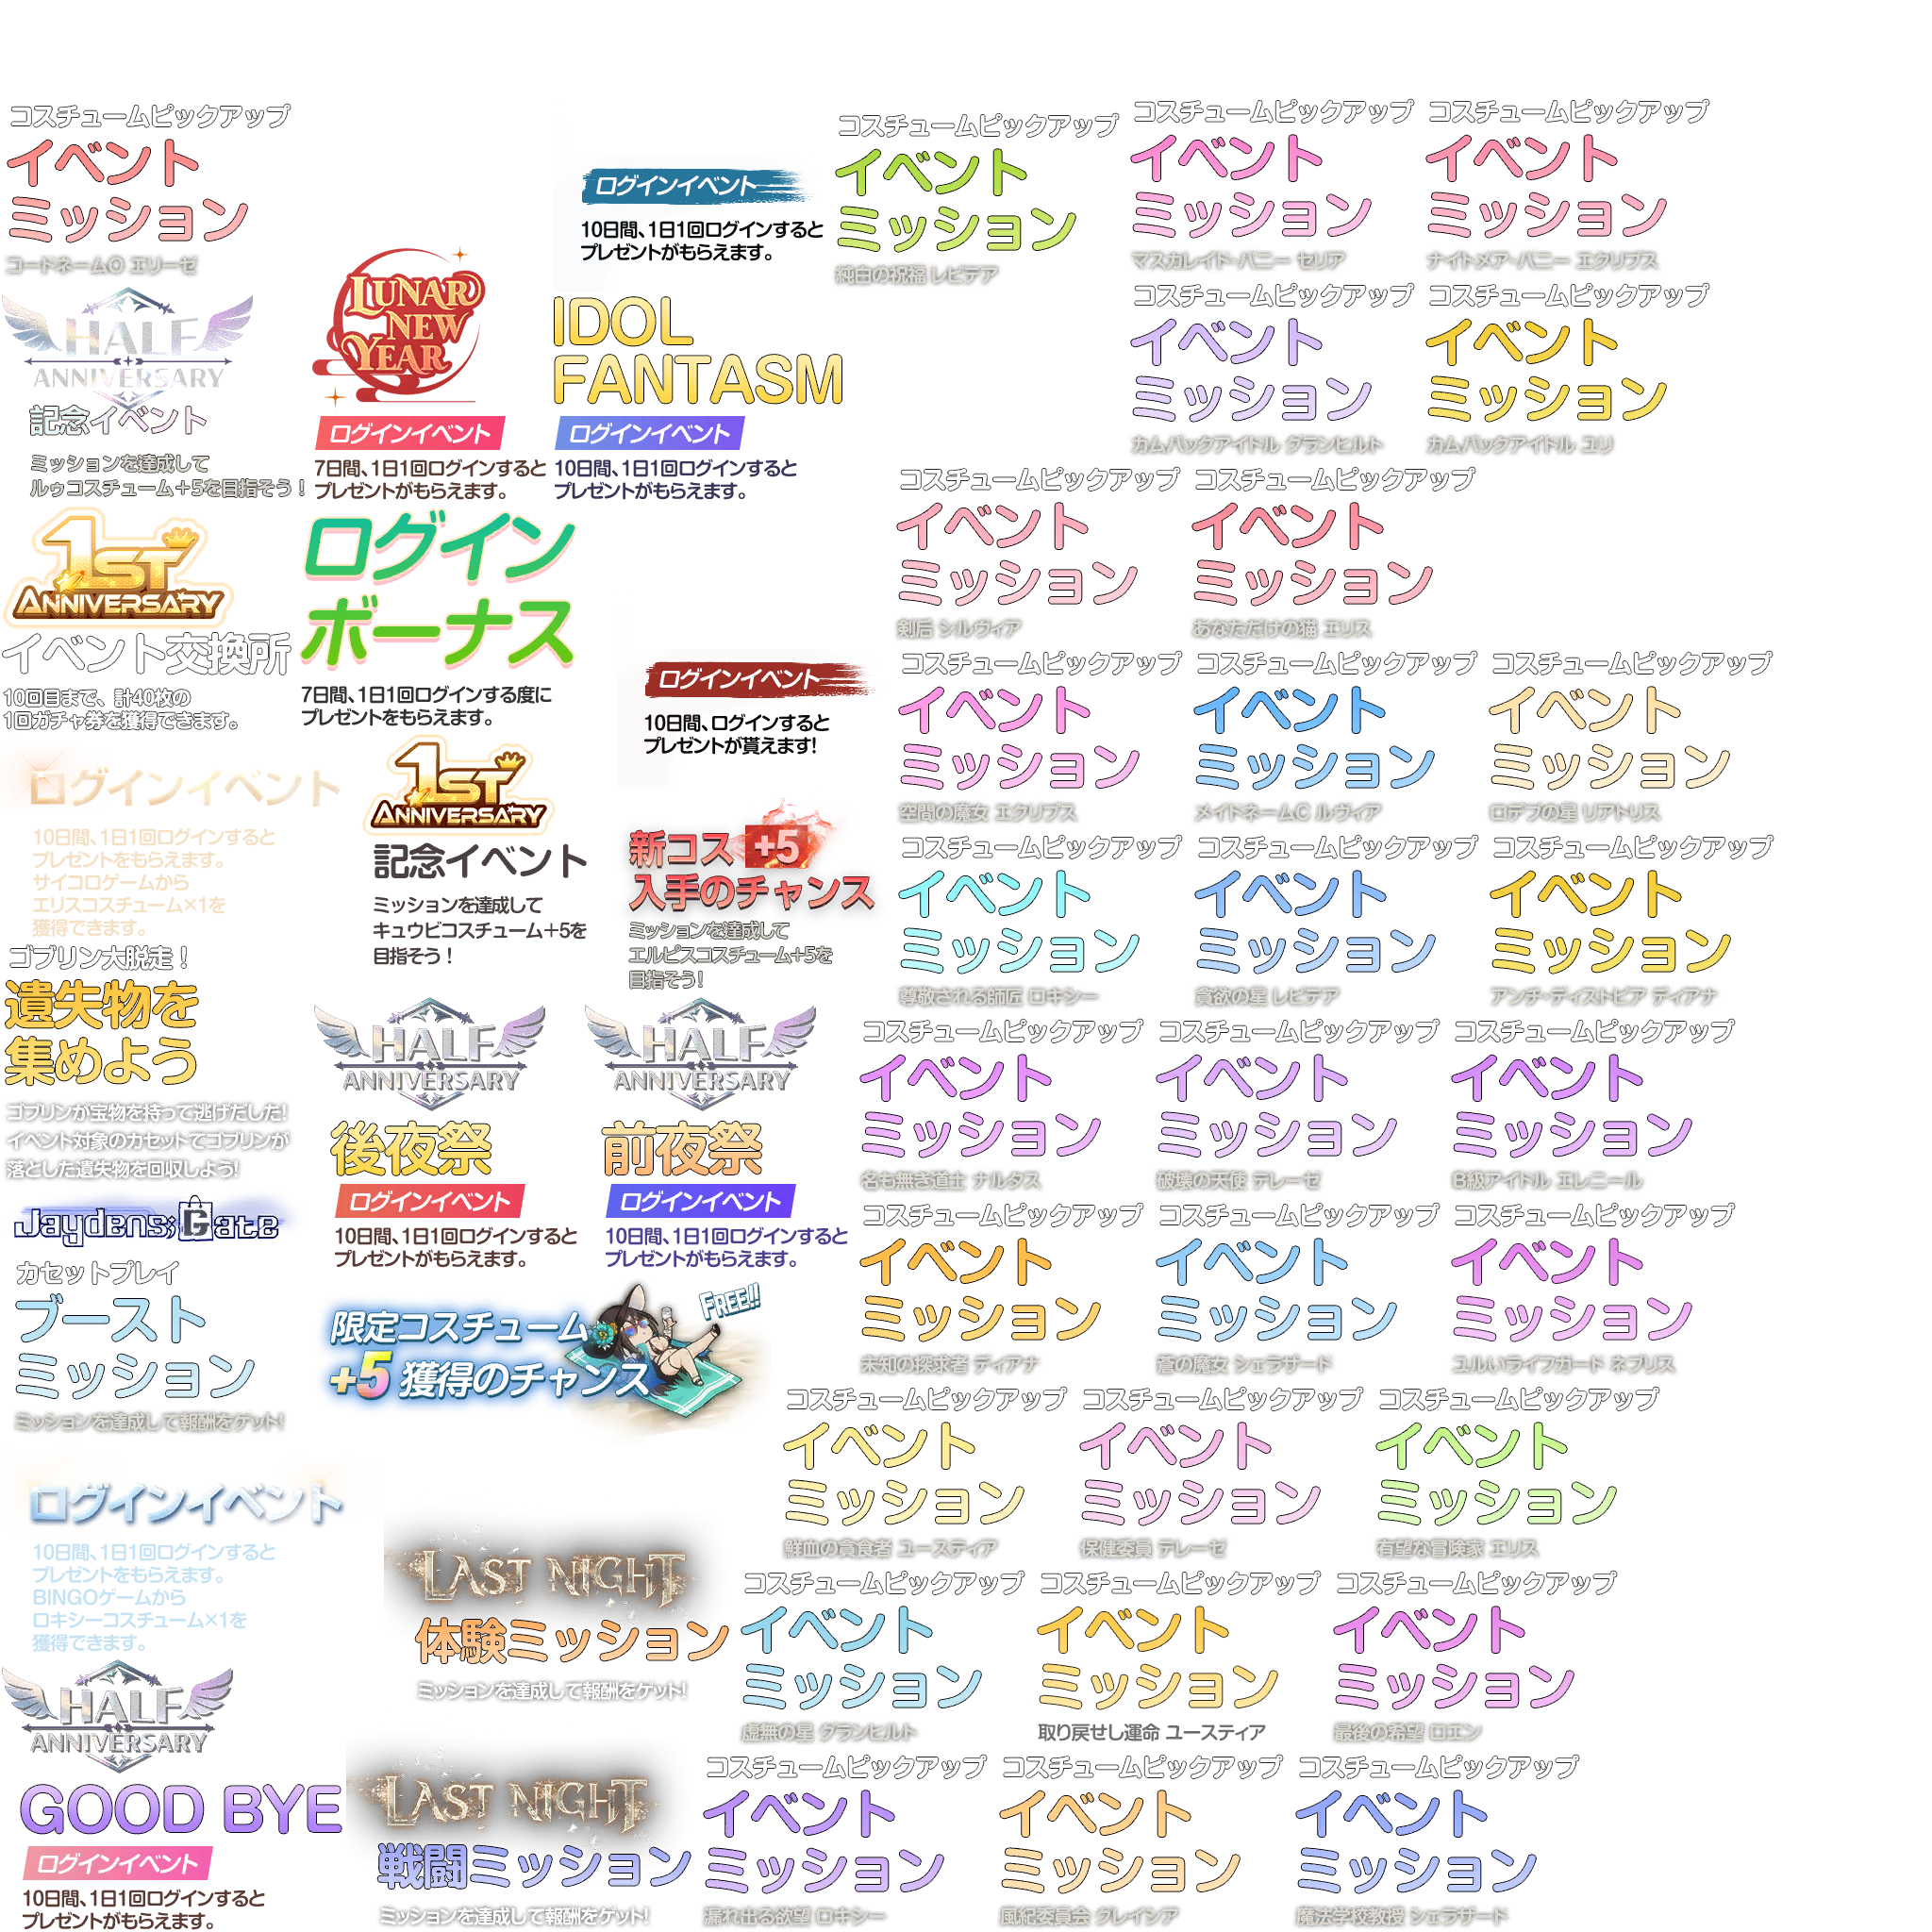 コスチュームピックアップ
イベント
ミッション
コードネームO エリーゼ
HALF
ANNIVERSARY
記念イベント
ミッションを達成して
ルゥコスチューム+5を目指そう！
1ST
ANNIVERSARY
イベント交換所
10回目まで、計40枚の
1回ガチャ券を獲得できます。
ログインイベント
10日間、1日1回ログインすると
プレゼントをもらえます。
サイコロゲームから
エリスコスチューム×1を
獲得できます。
ゴブリン大脱走！
遺失物を
集めよう
ゴブリンが宝物を持って逃げだした!
イベント対象のカセットでゴブリンが
落とした遺失物を回収しよう!
Jaydens;Gate
カセットプレイ
ブースト
ミッション
ミッションを達成して報酬をゲット!
ログインイベント
10日間、1日1回ログインすると
プレゼントをもらえます。
BINGOゲームから
ロキシーコスチューム×1を
獲得できます。
HALF
ANNIVERSARY
GOOD BYE
ログインイベント
10日間、1日1回ログインすると
プレゼントがもらえます。
LUNAR
NEW
YEAR
ログインイベント
7日間、1日1回ログインすると
プレゼントがもらえます。
ログイン
ボーナス
7日間、1日1回ログインする度に
プレゼントをもらえます。
1ST
ANNIVERSARY
記念イベント
ミッションを達成して
キュウビコスチューム+5を
目指そう！
HALF
ANNIVERSARY
後夜祭
ログインイベント
10日間、1日1回ログインすると
プレゼントがもらえます。
限定コスチューム
+5 獲得のチャンス
FREE!!
LAST NIGHT
体験ミッション
ミッションを達成して報酬をゲット!
LAST NIGHT
戦闘ミッション
ミッションを達成して報酬をゲット!
ログインイベント
10日間、1日1回ログインすると
プレゼントがもらえます。
IDOL
FANTASM
ログインイベント
10日間、1日1回ログインすると
プレゼントがもらえます。
ログインイベント
10日間、ログインすると
プレゼントが貰えます!
新コス +5
入手のチャンス
ミッションを達成して
エルピスコスチューム+5を
目指そう!
HALF
ANNIVERSARY
前夜祭
ログインイベント
10日間、1日1回ログインすると
プレゼントがもらえます。
コスチュームピックアップ
イベント
ミッション
純白の祝福 レピテア
コスチュームピックアップ
イベント
ミッション
マスカレイド・バニー セリア
コスチュームピックアップ
イベント
ミッション
ナイトメア・バニー エクリプス
コスチュームピックアップ
イベント
ミッション
カムバックアイドル グランヒルト
コスチュームピックアップ
イベント
ミッション
カムバックアイドル ユリ
コスチュームピックアップ
イベント
ミッション
剣后 シルヴィア
コスチュームピックアップ
イベント
ミッション
あなただけの猫 エリス
コスチュームピックアップ
イベント
ミッション
空間の魔女 エクリプス
コスチュームピックアップ
イベント
ミッション
メイドネームC ルヴィア
コスチュームピックアップ
イベント
ミッション
ロデブの星 リアトリス
コスチュームピックアップ
イベント
ミッション
尊敬される師匠 ロキシー
コスチュームピックアップ
イベント
ミッション
貪欲の星 レピテア
コスチュームピックアップ
イベント
ミッション
アンチ・ディストピア ディアナ
コスチュームピックアップ
イベント
ミッション
名も無き道士 ナルタス
コスチュームピックアップ
イベント
ミッション
破壊の天使 テレーゼ
コスチュームピックアップ
イベント
ミッション
B級アイドル エレニール
コスチュームピックアップ
イベント
ミッション
未知の探求者 ディアナ
コスチュームピックアップ
イベント
ミッション
蒼の魔女 シェラザード
コスチュームピックアップ
イベント
ミッション
ユルいライフガード ネブリス
コスチュームピックアップ
イベント
ミッション
鮮血の貪食者 ユースティア
コスチュームピックアップ
イベント
ミッション
保健委員 テレーゼ
コスチュームピックアップ
イベント
ミッション
有望な冒険家 エリス
コスチュームピックアップ
イベント
ミッション
虚無の星 グランヒルト
コスチュームピックアップ
イベント
ミッション
取り戻せし運命 ユースティア
コスチュームピックアップ
イベント
ミッション
最後の希望 ロエン
コスチュームピックアップ
イベント
ミッション
漏れ出る欲望 ロキシー
コスチュームピックアップ
イベント
ミッション
風紀委員会 グレイシア
コスチュームピックアップ
イベント
ミッション
魔法学校教授 シェラザード